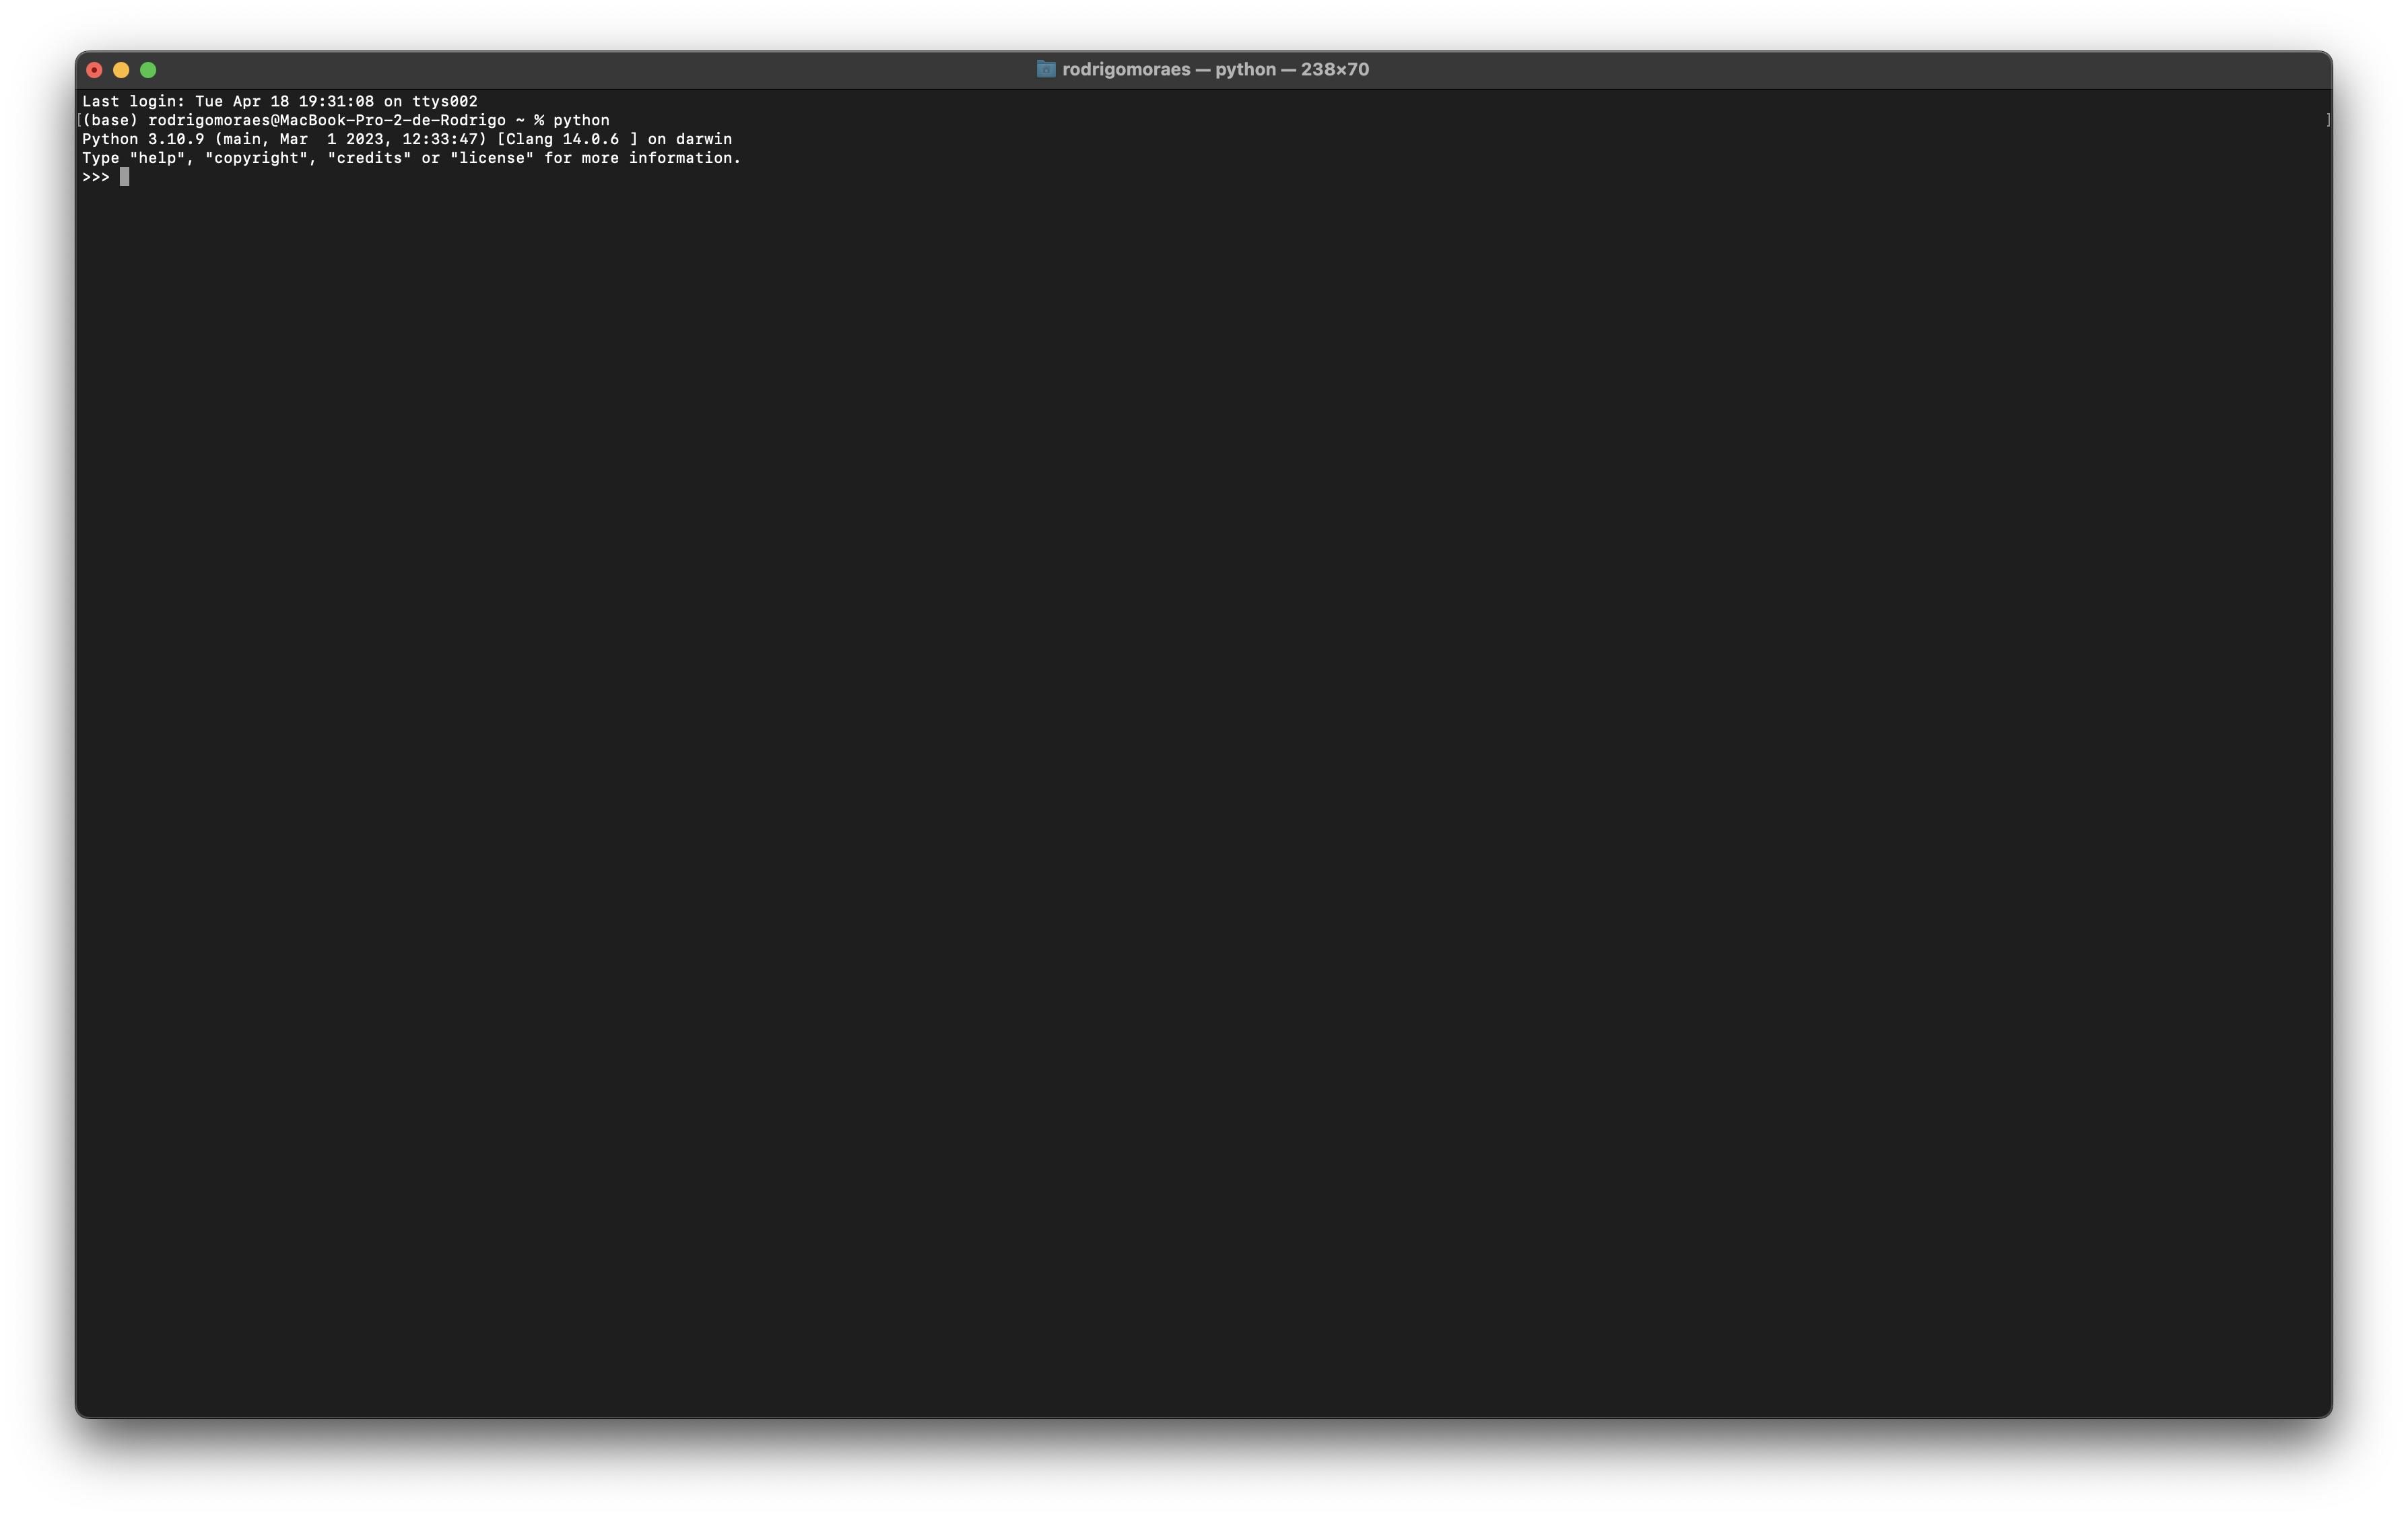 rodrigomoraes — python — 238×70
Last login: Tue Apr 18 19:31:08 on ttys002
[(base) rodrigomoraes@MacBook-Pro-2-de-Rodrigo ~ % python ]
Python 3.10.9 (main, Mar  1 2023, 12:33:47) [Clang 14.0.6 ] on darwin
Type "help", "copyright", "credits" or "license" for more information.
>>>